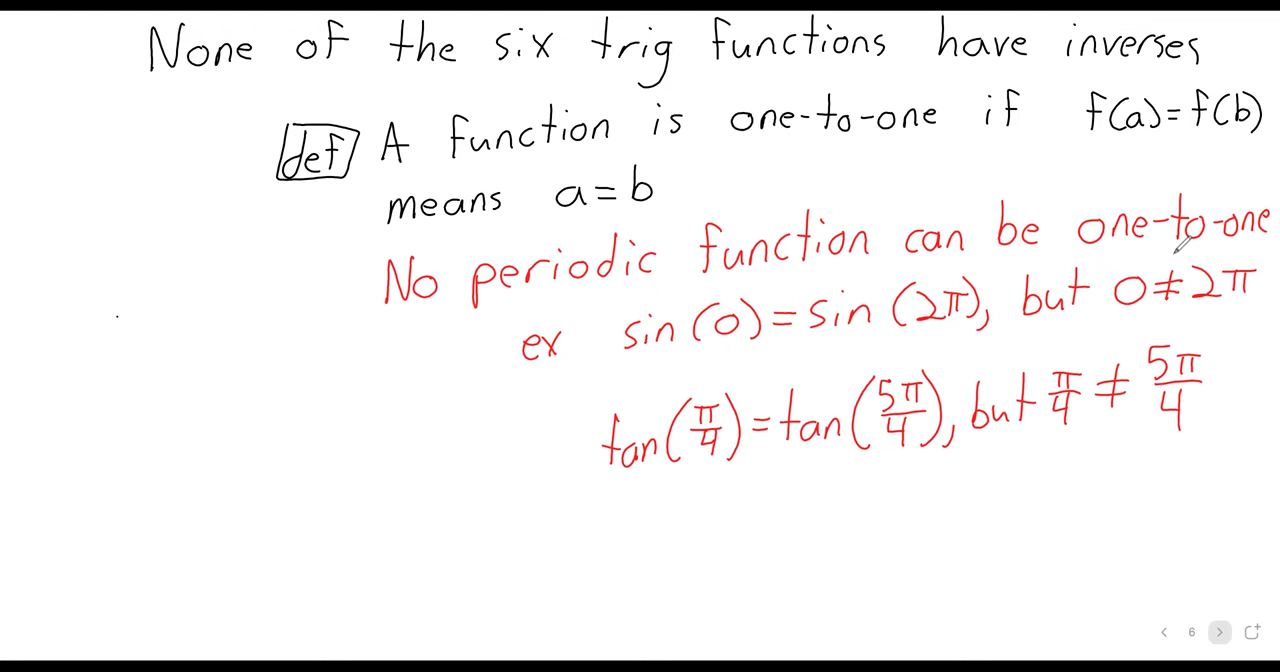 None of the six trig functions have inverses
def A function is one-to-one if f(a)=f(b)
means a=b
No periodic function can be one-to-one
ex sin(0)=sin(2π), but 0≠2π
tan(π/4)=tan(5π/4), but π/4≠5π/4
6